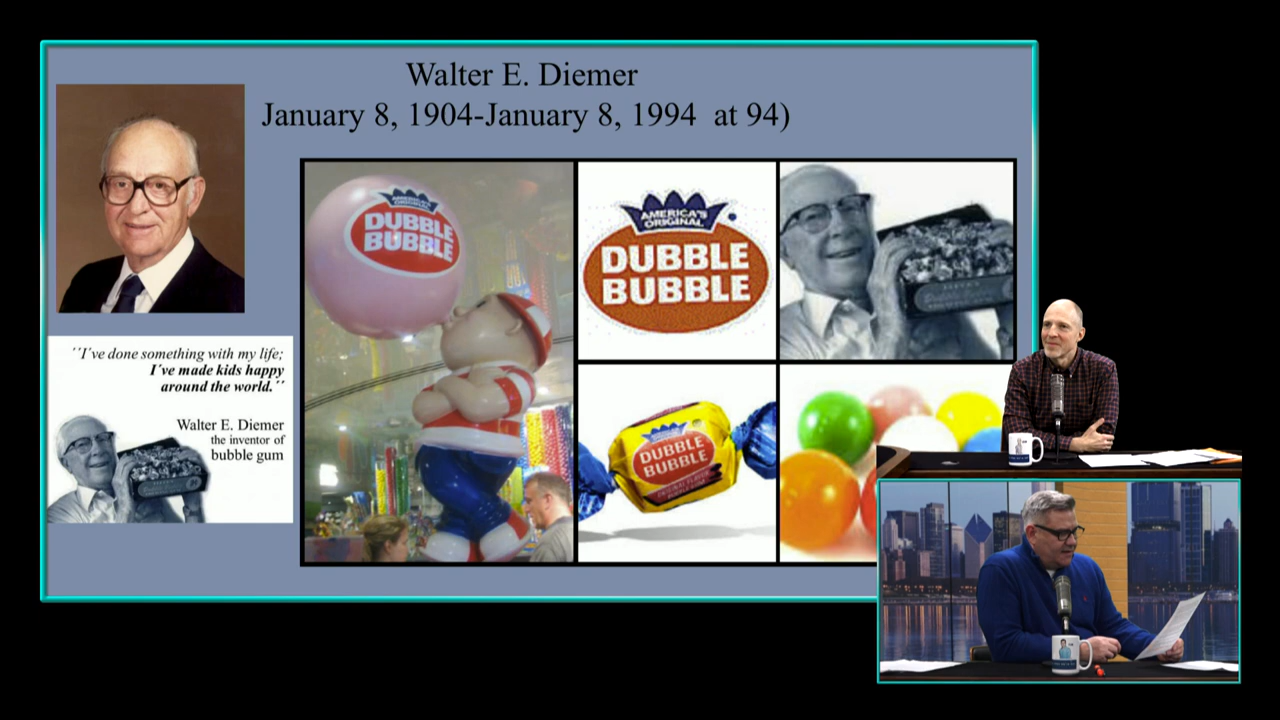 Walter E. Diemer
January 8, 1904-January 8, 1994  at 94)
AMERICA'S
ORIGINAL
DUBBLE
BUBBLE
AMERICA'S
ORIGINAL
DUBBLE
BUBBLE
´´I´ve done something with my life;
I´ve made kids happy
around the world.´´
Walter E. Diemer
the inventor of
bubble gum
DUBBLE
BUBBLE